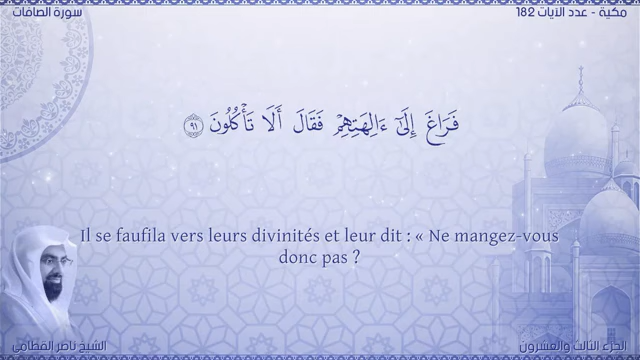 سورة الصافات
مكية - عدد الآيات 182
فَرَاغَ إِلَىٰٓ ءَالِهَتِهِمْ فَقَالَ أَلَا تَأْكُلُونَ ٩١
Il se faufila vers leurs divinités et leur dit : « Ne mangez-vous
donc pas ?
الشيخ ناصر القطامي
الجزء الثالث والعشرون